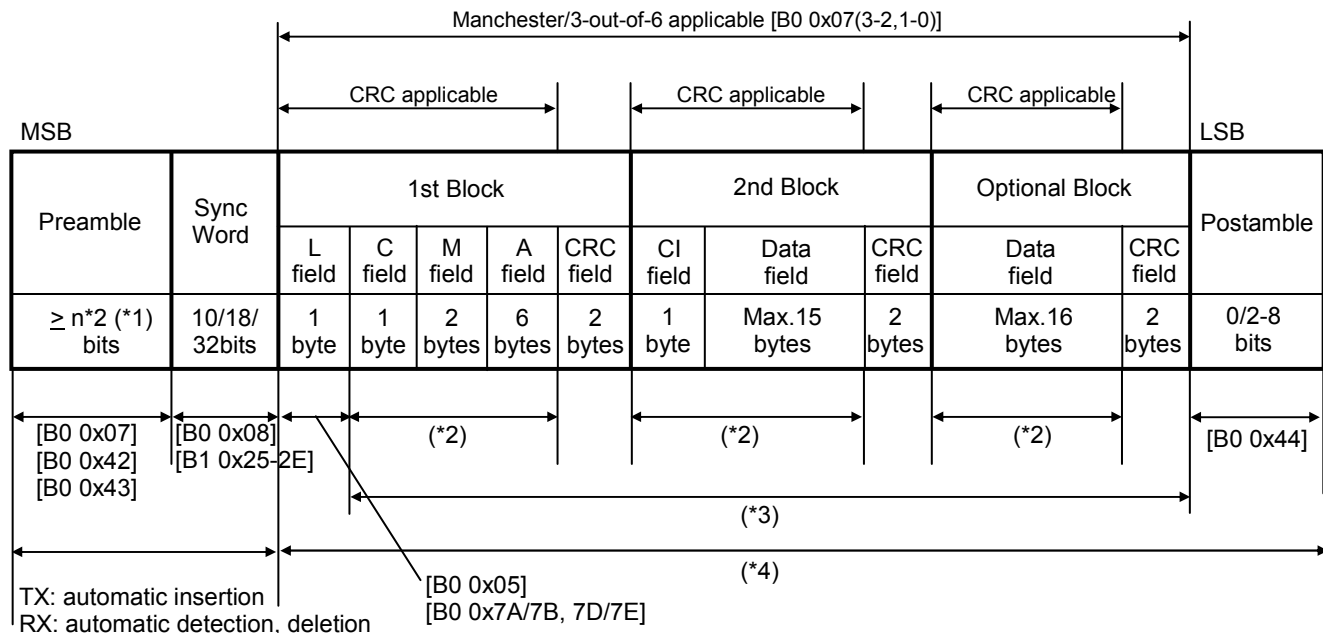 Manchester/3-out-of-6 applicable [B0 0x07(3-2,1-0)]
CRC applicable CRC applicable CRC applicable
MSB LSB
Preamble
Sync
Word
1st Block
2nd Block
Optional Block
Postamble
L
field
C
field
M
field
A
field
CRC
field
CI
field
Data
field
CRC
field
Data
field
CRC
field
≥ n*2 (*1)
bits
10/18/
32bits
1
byte
1
byte
2
bytes
6
bytes
2
bytes
1
byte
Max.15
bytes
2
bytes
Max.16
bytes
2
bytes
0/2-8
bits
[B0 0x07]
[B0 0x42]
[B0 0x43]
[B0 0x08]
[B1 0x25-2E]
(*2) (*2) (*2)
[B0 0x44]
(*3)
(*4)
TX: automatic insertion
RX: automatic detection, deletion
[B0 0x05]
[B0 0x7A/7B, 7D/7E]